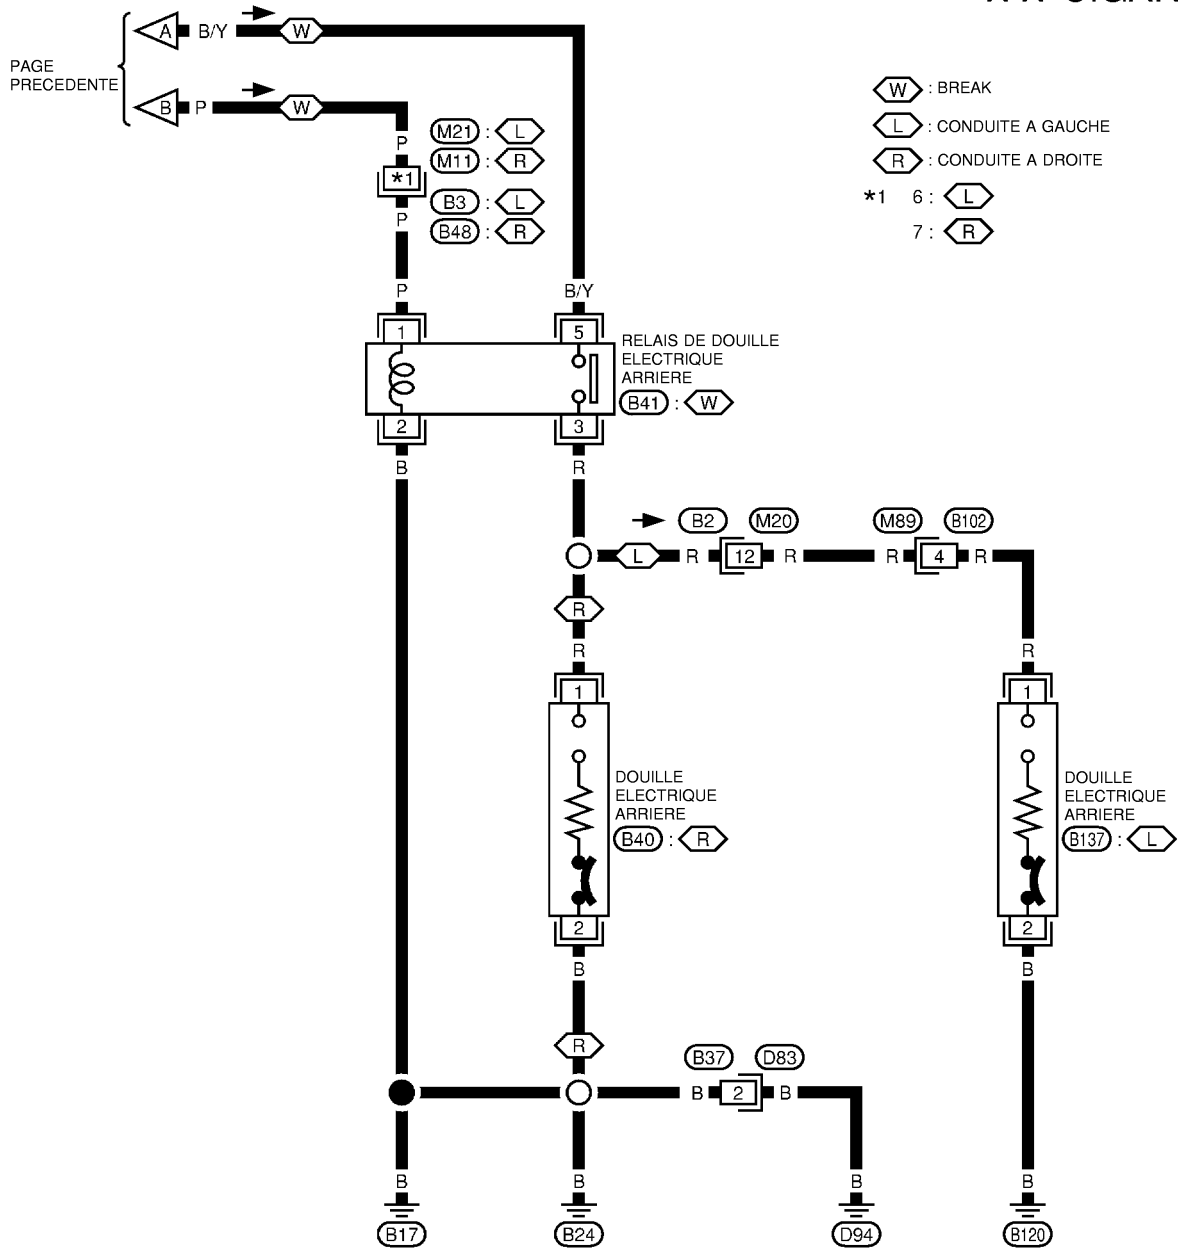 A B/Y W
PAGE
PRECEDENTE
B P W
W : BREAK
L : CONDUITE A GAUCHE
R : CONDUITE A DROITE
*1 6 : L
7 : R
P
M21 : L
M11 : R
*1
B3 : L
B48 : R
P
P B/Y
1 5
RELAIS DE DOUILLE
ELECTRIQUE
ARRIERE
B41 : W
2 3
B R
B2 M20 M89 B102
L R 12 R R 4 R
R
R R
1 1
DOUILLE
ELECTRIQUE
ARRIERE
B40 : R
DOUILLE
ELECTRIQUE
ARRIERE
B137 : L
2 2
B B
R
B37 D83
B 2 B
B B B B
B17 B24 D94 B120